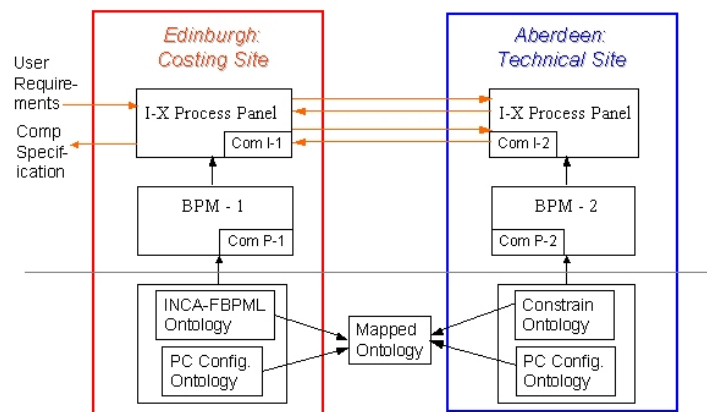 Edinburgh:
Costing Site
Aberdeen:
Technical Site
User
Require-
ments
Comp
Specif-
ication
I-X Process Panel
Com I-1
I-X Process Panel
Com I-2
BPM - 1
Com P-1
BPM - 2
Com P-2
INCA-FBPML
Ontology
PC Config.
Ontology
Mapped
Ontology
Constrain
Ontology
PC Config.
Ontology